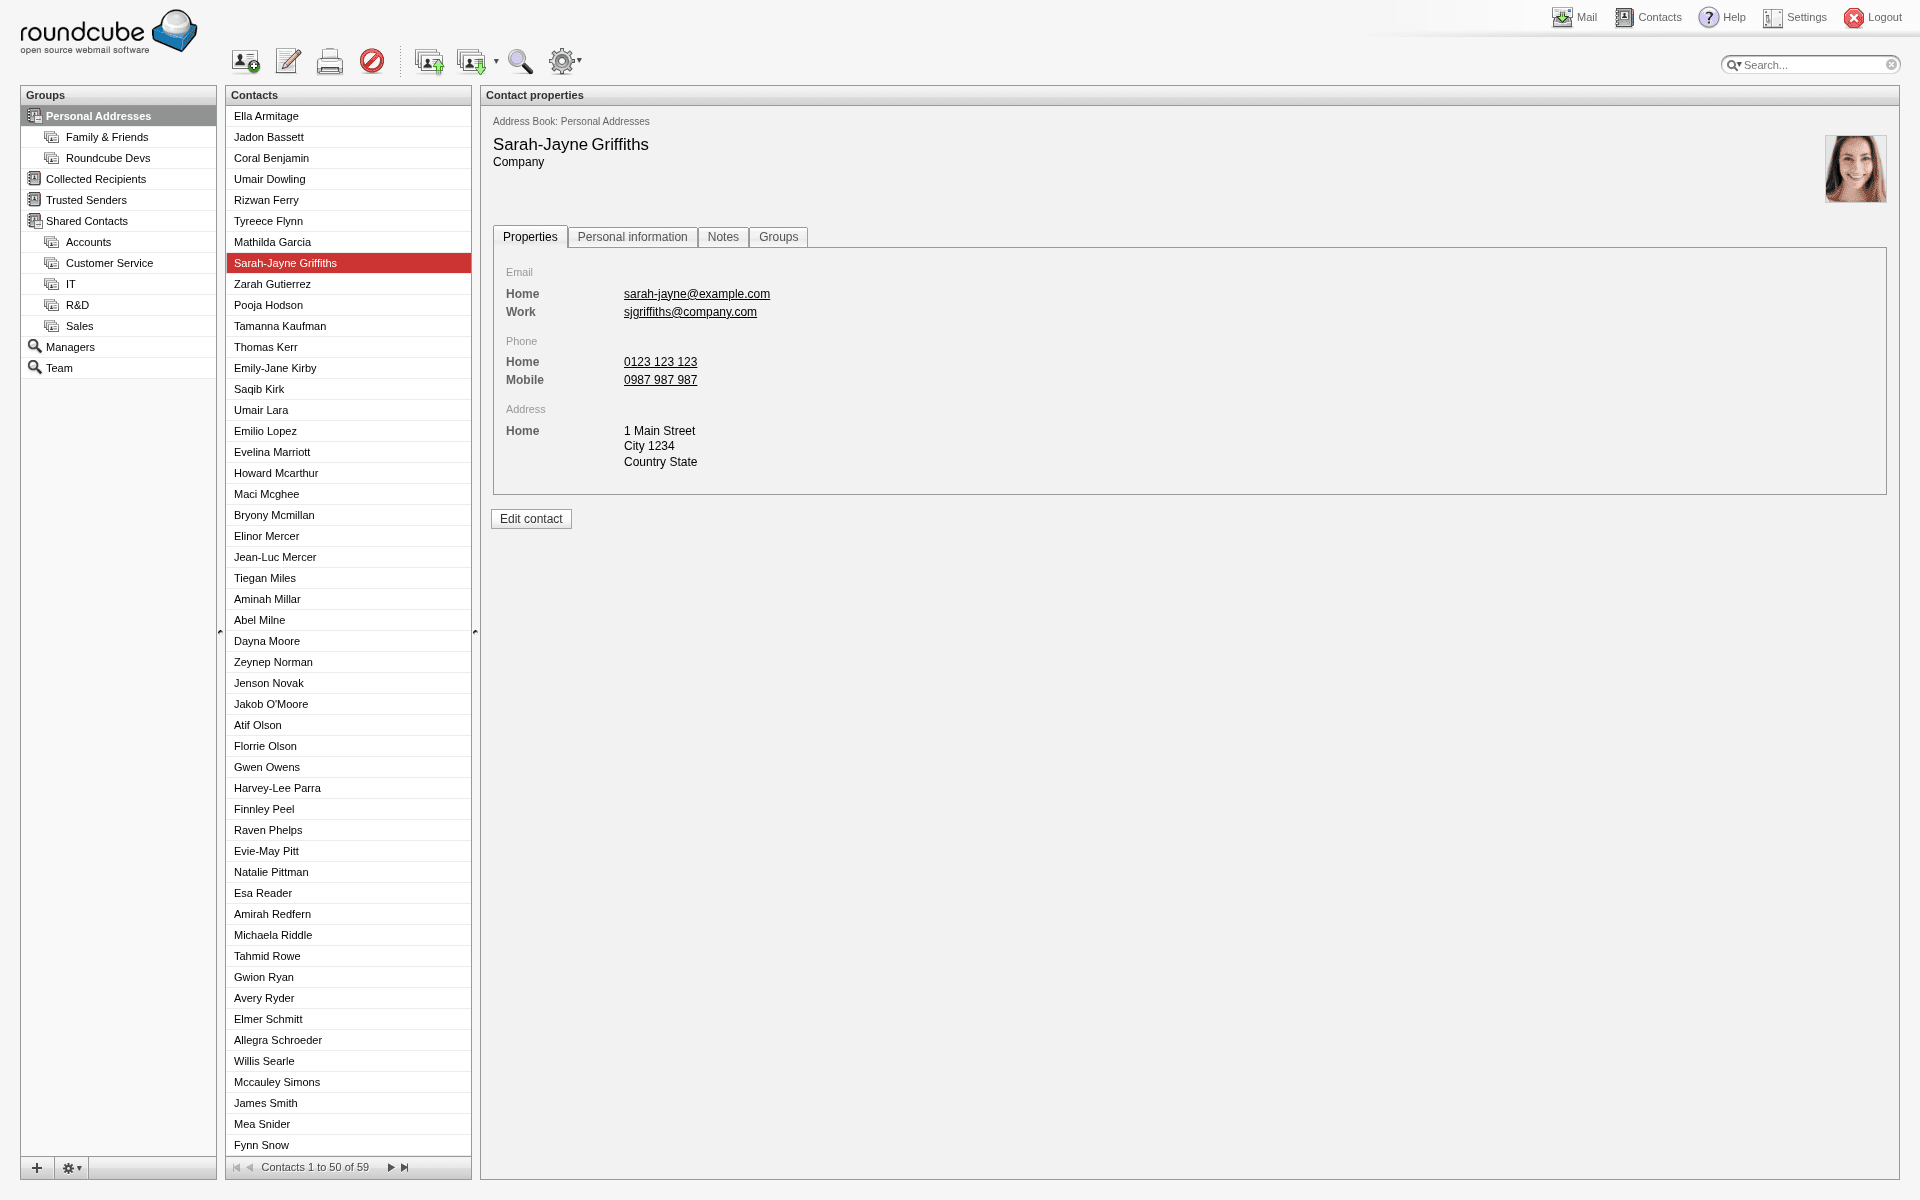 roundcube
open source webmail software
Mail
Contacts
Help
Settings
Logout
Search...
Groups
Personal Addresses
Family & Friends
Roundcube Devs
Collected Recipients
Trusted Senders
Shared Contacts
Accounts
Customer Service
IT
R&D
Sales
Managers
Team
Contacts
Ella Armitage
Jadon Bassett
Coral Benjamin
Umair Dowling
Rizwan Ferry
Tyreece Flynn
Mathilda Garcia
Sarah-Jayne Griffiths
Zarah Gutierrez
Pooja Hodson
Tamanna Kaufman
Thomas Kerr
Emily-Jane Kirby
Saqib Kirk
Umair Lara
Emilio Lopez
Evelina Marriott
Howard Mcarthur
Maci Mcghee
Bryony Mcmillan
Elinor Mercer
Jean-Luc Mercer
Tiegan Miles
Aminah Millar
Abel Milne
Dayna Moore
Zeynep Norman
Jenson Novak
Jakob O'Moore
Atif Olson
Florrie Olson
Gwen Owens
Harvey-Lee Parra
Finnley Peel
Raven Phelps
Evie-May Pitt
Natalie Pittman
Esa Reader
Amirah Redfern
Michaela Riddle
Tahmid Rowe
Gwion Ryan
Avery Ryder
Elmer Schmitt
Allegra Schroeder
Willis Searle
Mccauley Simons
James Smith
Mea Snider
Fynn Snow
Contacts 1 to 50 of 59
Contact properties
Address Book: Personal Addresses
Sarah-Jayne Griffiths
Company
Properties
Personal information
Notes
Groups
Email
Home sarah-jayne@example.com
Work sjgriffiths@company.com
Phone
Home 0123 123 123
Mobile 0987 987 987
Address
Home 1 Main Street
City 1234
Country State
Edit contact